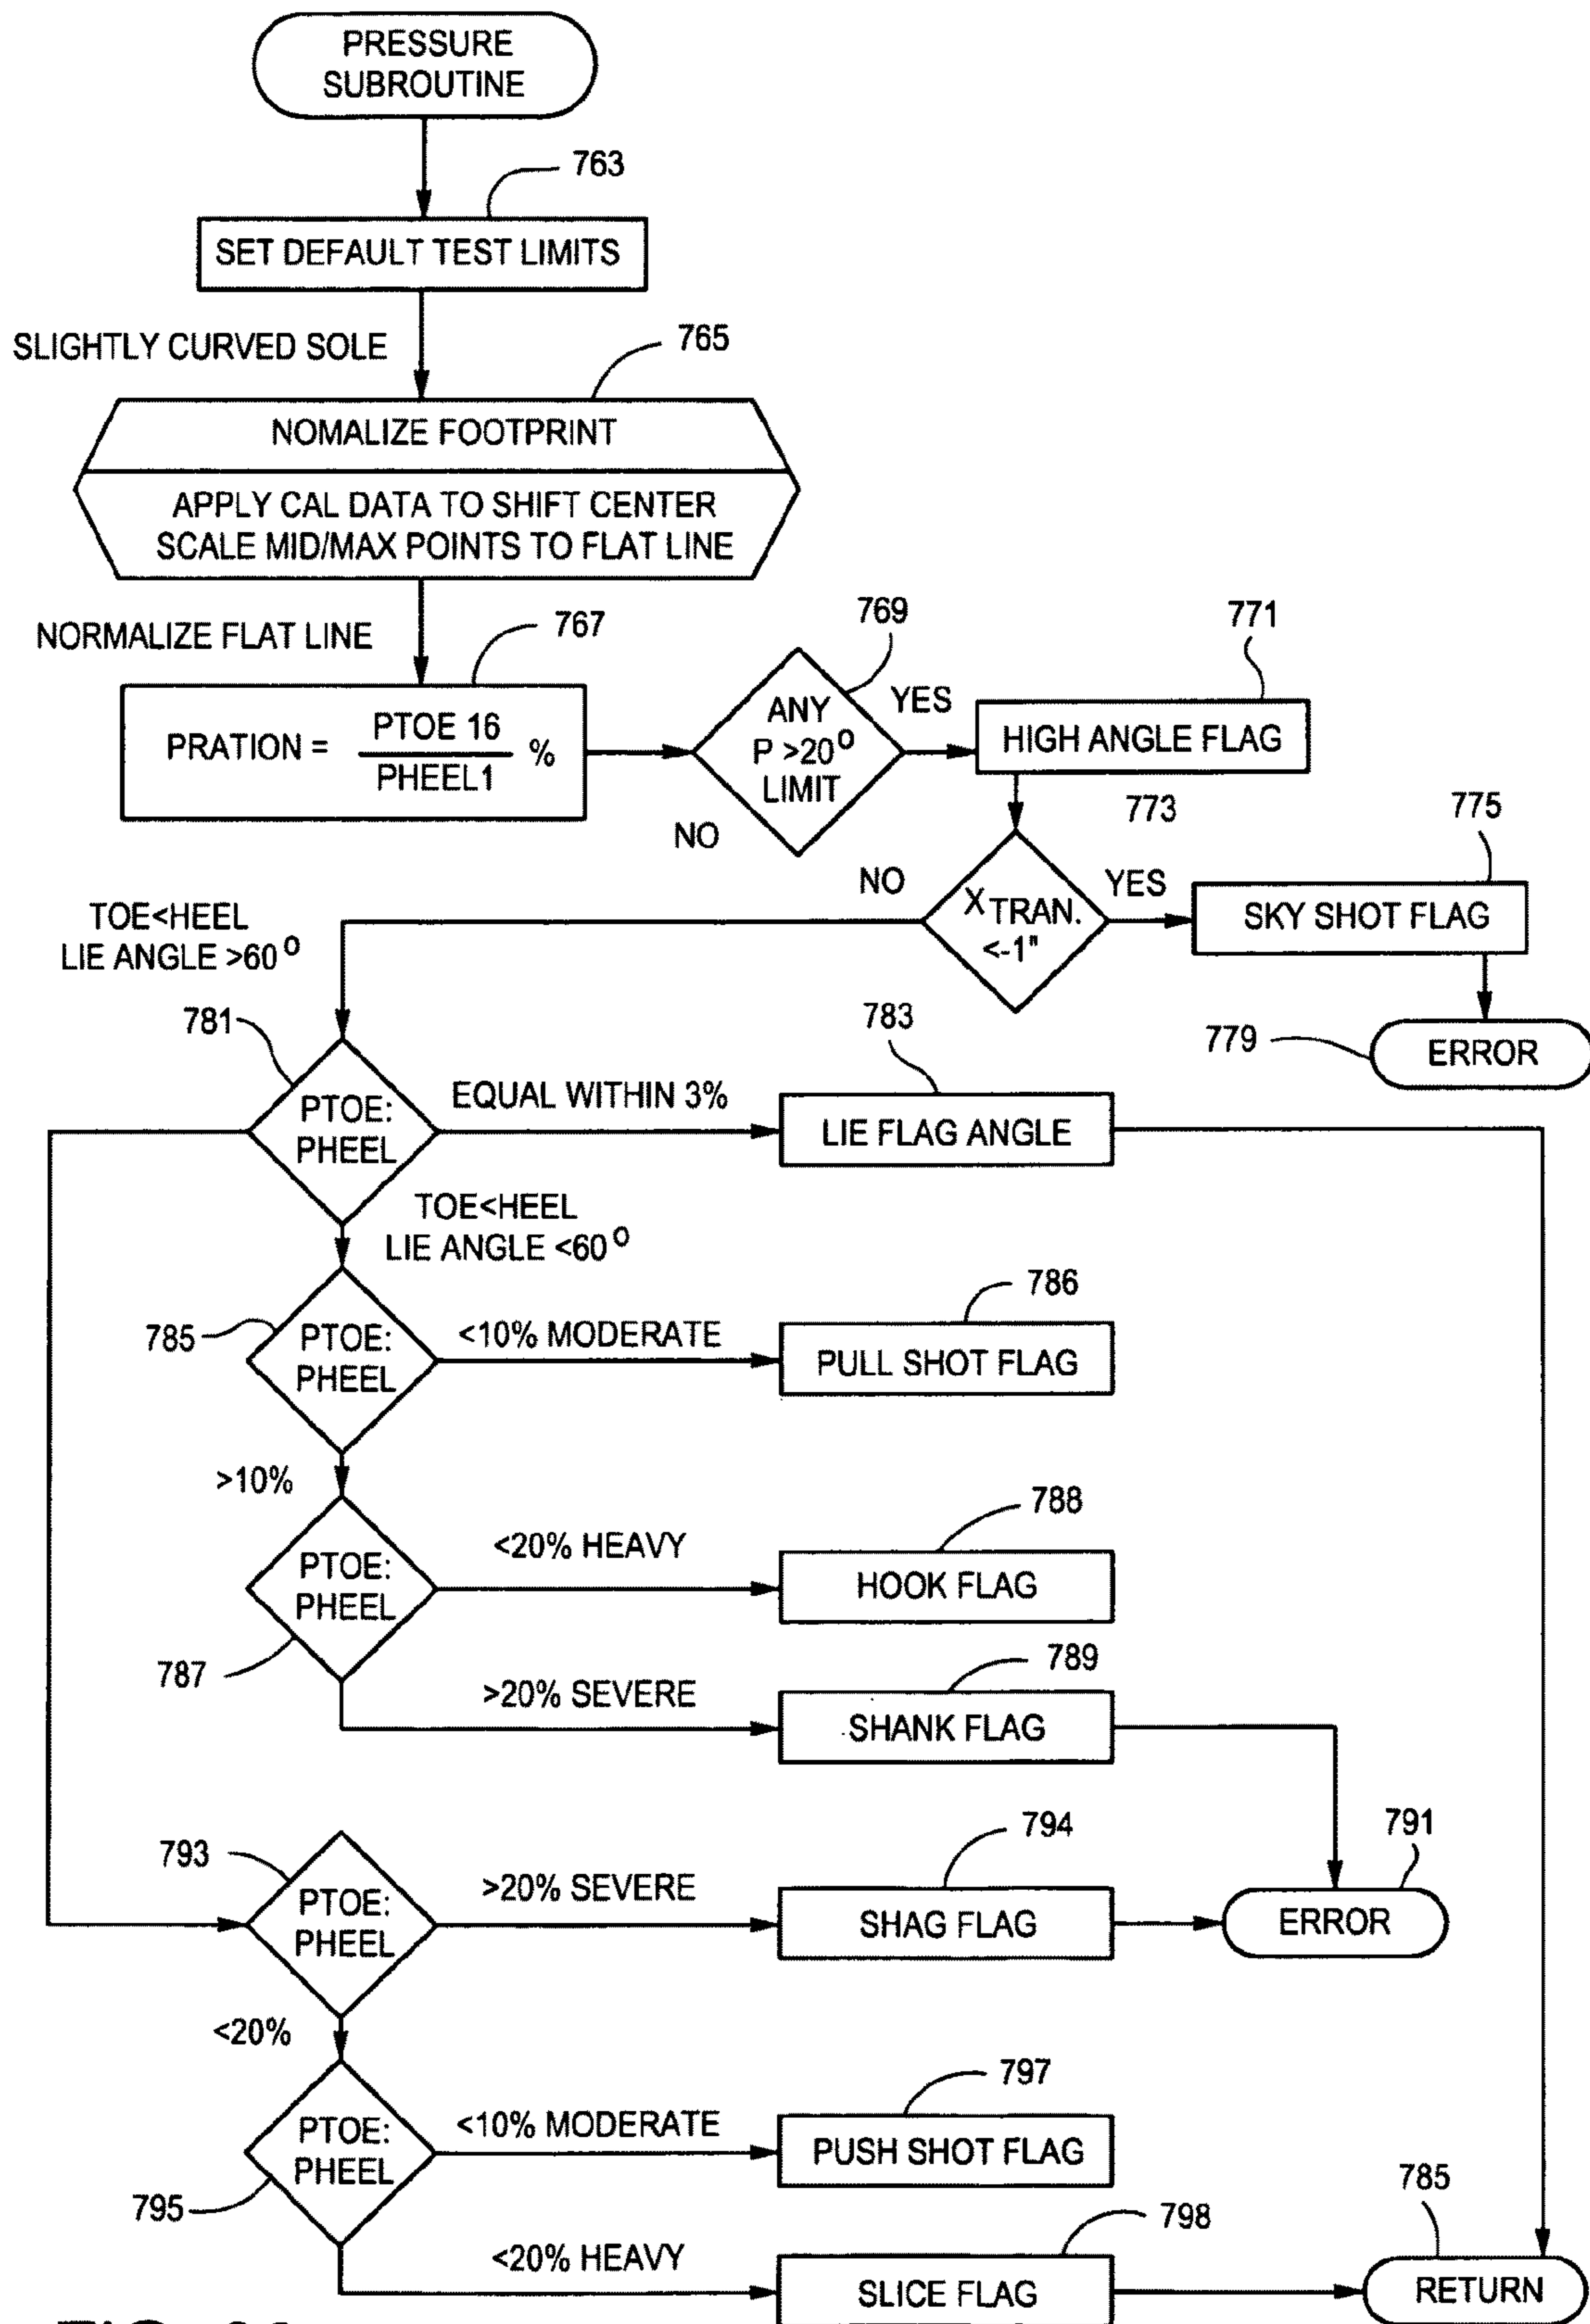 PRESSURE
SUBROUTINE
763
SET DEFAULT TEST LIMITS
SLIGHTLY CURVED SOLE
765
NOMALIZE FOOTPRINT
APPLY CAL DATA TO SHIFT CENTER
SCALE MID/MAX POINTS TO FLAT LINE
NORMALIZE FLAT LINE
767
PRATION = PTOE 16 / PHEEL1 %
769
ANY
P >20°
LIMIT
YES
NO
771
HIGH ANGLE FLAG
773
X TRAN.
<-1"
NO
YES
775
SKY SHOT FLAG
779
ERROR
TOE<HEEL
LIE ANGLE >60°
781
PTOE:
PHEEL
EQUAL WITHIN 3%
783
LIE FLAG ANGLE
TOE<HEEL
LIE ANGLE <60°
785
PTOE:
PHEEL
<10% MODERATE
786
PULL SHOT FLAG
>10%
787
PTOE:
PHEEL
<20% HEAVY
788
HOOK FLAG
>20% SEVERE
789
SHANK FLAG
791
ERROR
793
PTOE:
PHEEL
>20% SEVERE
794
SHAG FLAG
<20%
795
PTOE:
PHEEL
<10% MODERATE
797
PUSH SHOT FLAG
<20% HEAVY
798
SLICE FLAG
785
RETURN